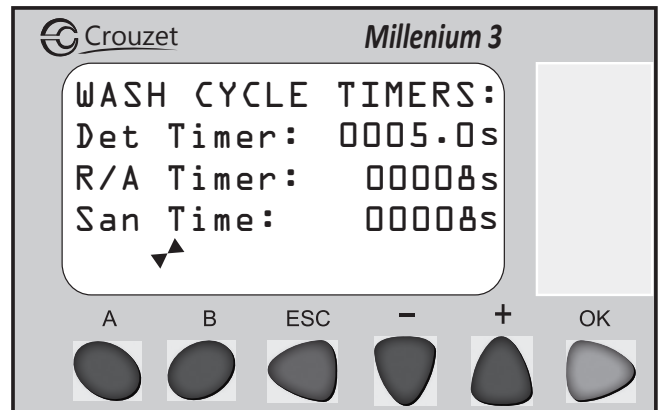 Crouzet Millenium 3
WASH CYCLE TIMERS:
Det Timer: 0005.0s
R/A Timer: 00008s
San Time: 00008s
A B ESC − + OK